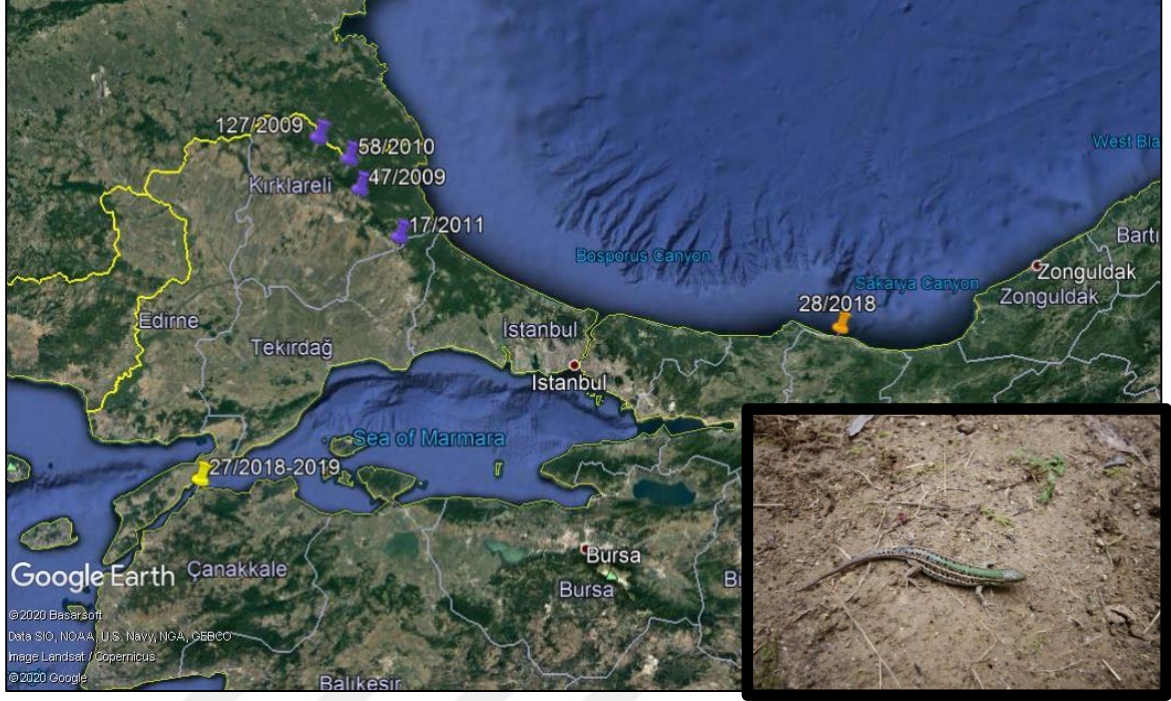 127/2009
58/2010
47/2009
Kırklareli
17/2011
West Bla
Bosporus Canyon
Bartı
Zonguldak
Sakarya Canyon
Zonguldak
28/2018
Edirne
İstanbul
Tekirdağ
Istanbul
Sea of Marmara
27/2018-2019
Google Earth
Çanakkale
Bursa
Bursa
Bi
©2020 Basarsoft
Data SIO, NOAA, U.S. Navy, NGA, GEBCO
Image Landsat / Copernicus
©2020 Google
Balıkesir